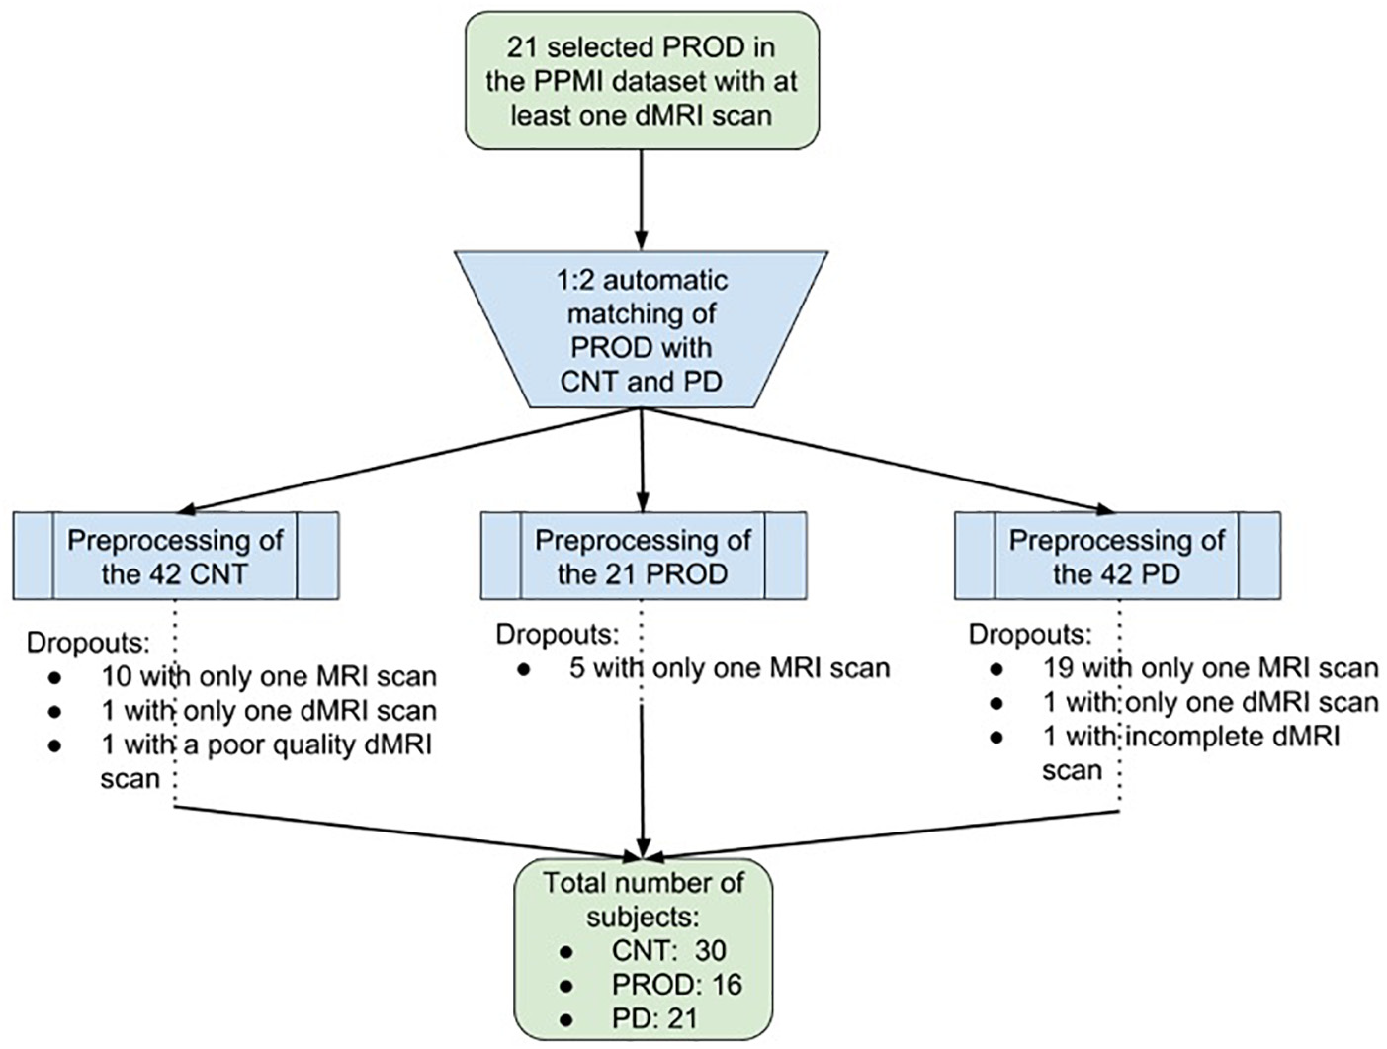 21 selected PROD in
the PPMI dataset with at
least one dMRI scan
1:2 automatic
matching of
PROD with
CNT and PD
Preprocessing of
the 42 CNT
Preprocessing of
the 21 PROD
Preprocessing of
the 42 PD
Dropouts:
● 10 with only one MRI scan
● 1 with only one dMRI scan
● 1 with a poor quality dMRI
scan
Dropouts:
● 5 with only one MRI scan
Dropouts:
● 19 with only one MRI scan
● 1 with only one dMRI scan
● 1 with incomplete dMRI
scan
Total number of
subjects:
● CNT: 30
● PROD: 16
● PD: 21